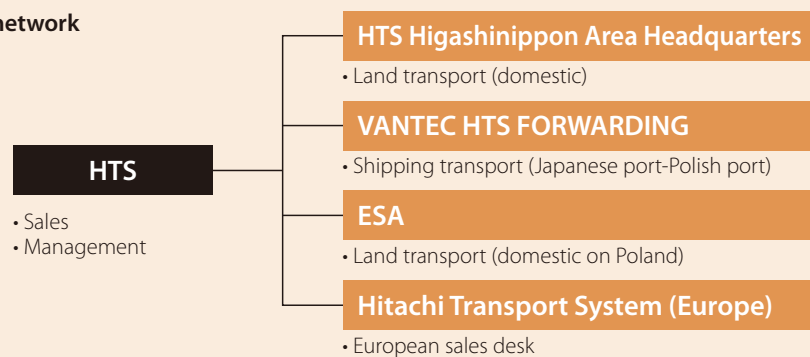 network
HTS Higashinippon Area Headquarters
• Land transport (domestic)
VANTEC HTS FORWARDING
• Shipping transport (Japanese port-Polish port)
HTS
• Sales
• Management
ESA
• Land transport (domestic on Poland)
Hitachi Transport System (Europe)
• European sales desk